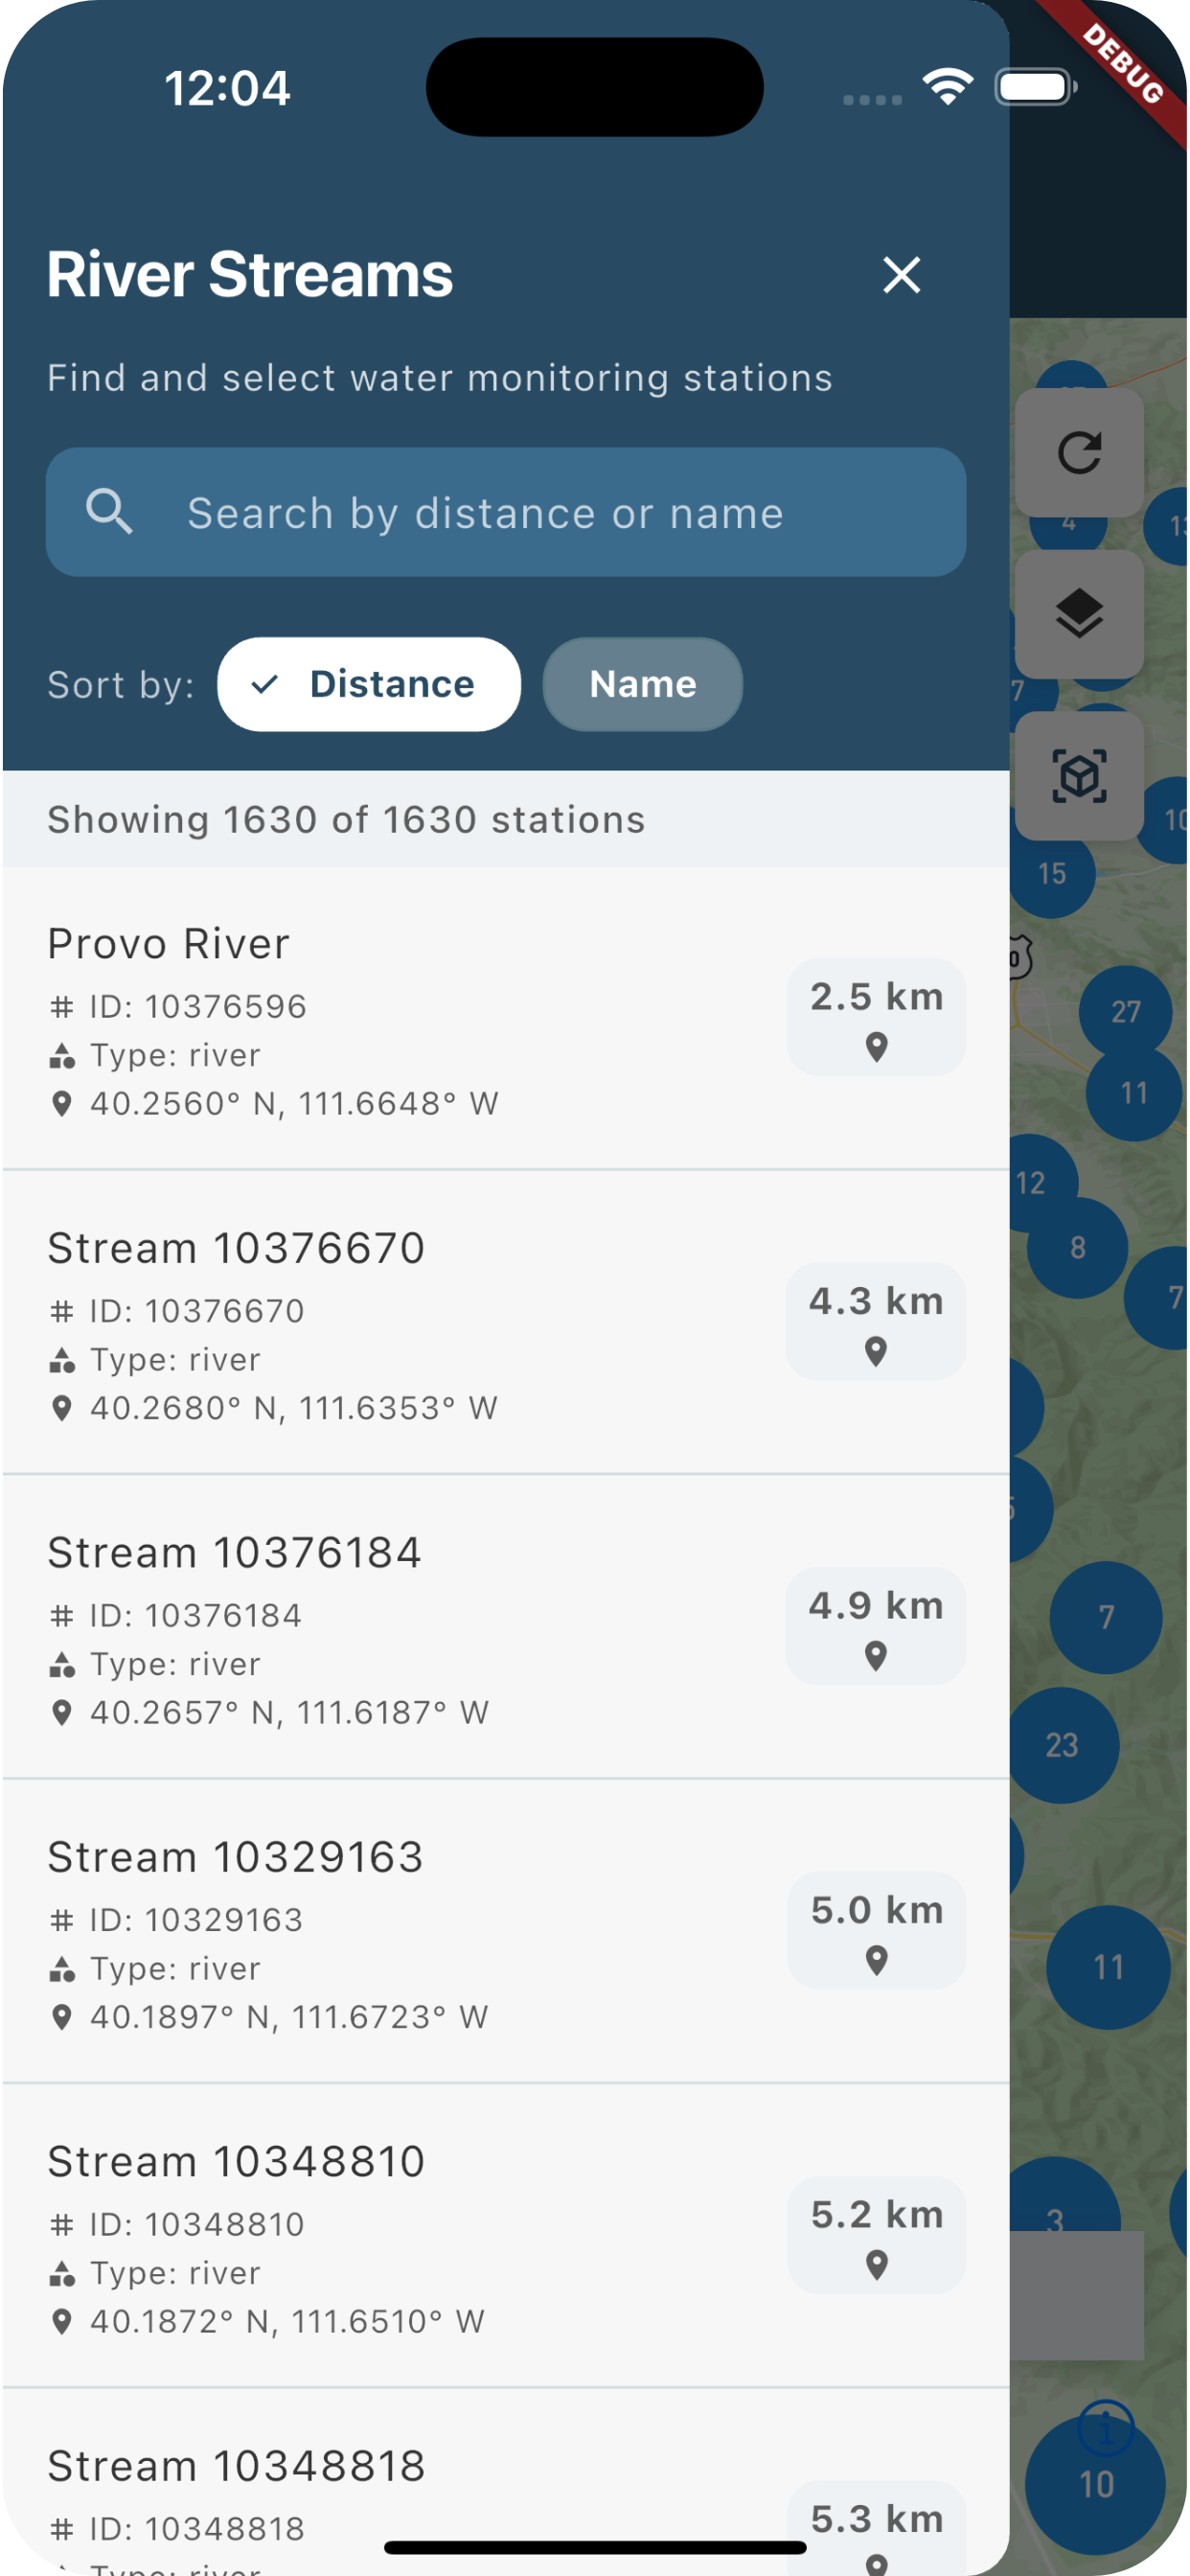 12:04
DEBUG
River Streams
Find and select water monitoring stations
Search by distance or name
Sort by:
Distance
Name
Showing 1630 of 1630 stations
Provo River
ID: 10376596
Type: river
40.2560° N, 111.6648° W
2.5 km
Stream 10376670
ID: 10376670
Type: river
40.2680° N, 111.6353° W
4.3 km
Stream 10376184
ID: 10376184
Type: river
40.2657° N, 111.6187° W
4.9 km
Stream 10329163
ID: 10329163
Type: river
40.1897° N, 111.6723° W
5.0 km
Stream 10348810
ID: 10348810
Type: river
40.1872° N, 111.6510° W
5.2 km
Stream 10348818
ID: 10348818
Type: river
5.3 km
4
7
15
27
11
12
8
7
7
23
11
3
10